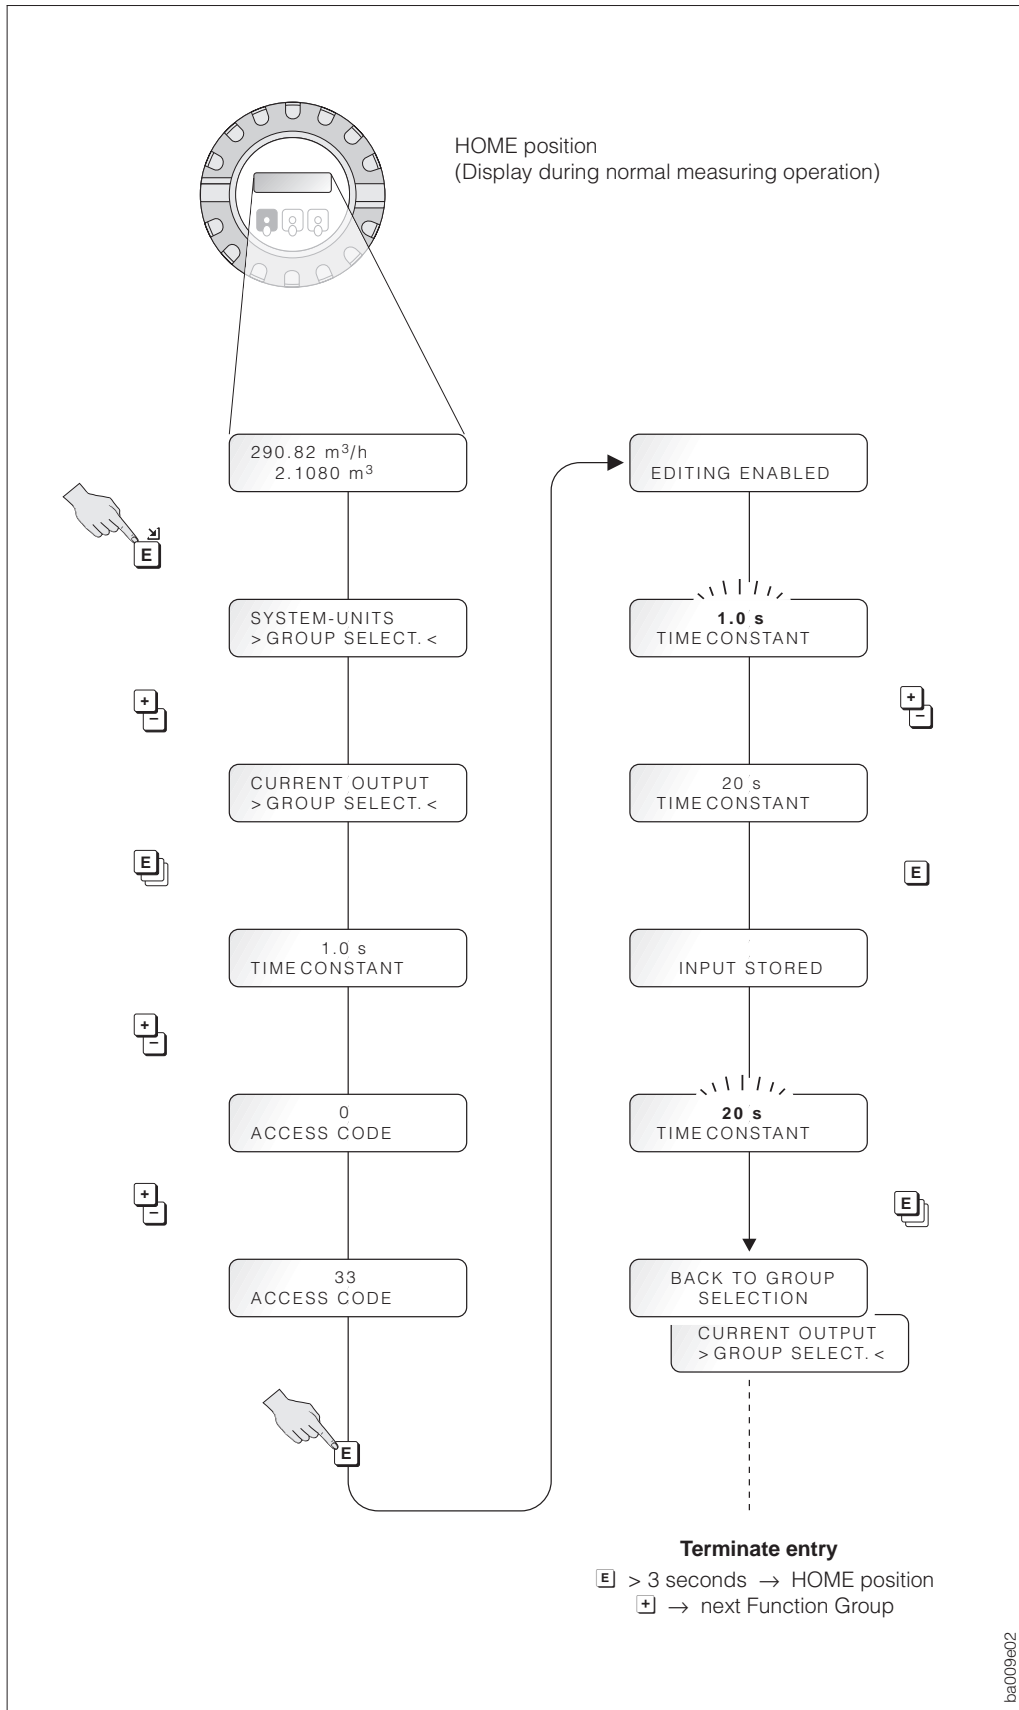 HOME position
(Display during normal measuring operation)
290.82 m³/h
2.1080 m³
E
SYSTEM-UNITS
>GROUP SELECT.<
+
–
CURRENT OUTPUT
>GROUP SELECT.<
E
1.0 s
TIME CONSTANT
+
–
0
ACCESS CODE
+
–
33
ACCESS CODE
E
EDITING ENABLED
1.0 s
TIME CONSTANT
+
–
20 s
TIME CONSTANT
E
INPUT STORED
20 s
TIME CONSTANT
E
BACK TO GROUP
SELECTION
CURRENT OUTPUT
>GROUP SELECT.<
Terminate entry
E > 3 seconds → HOME position
+ → next Function Group
ba009e02